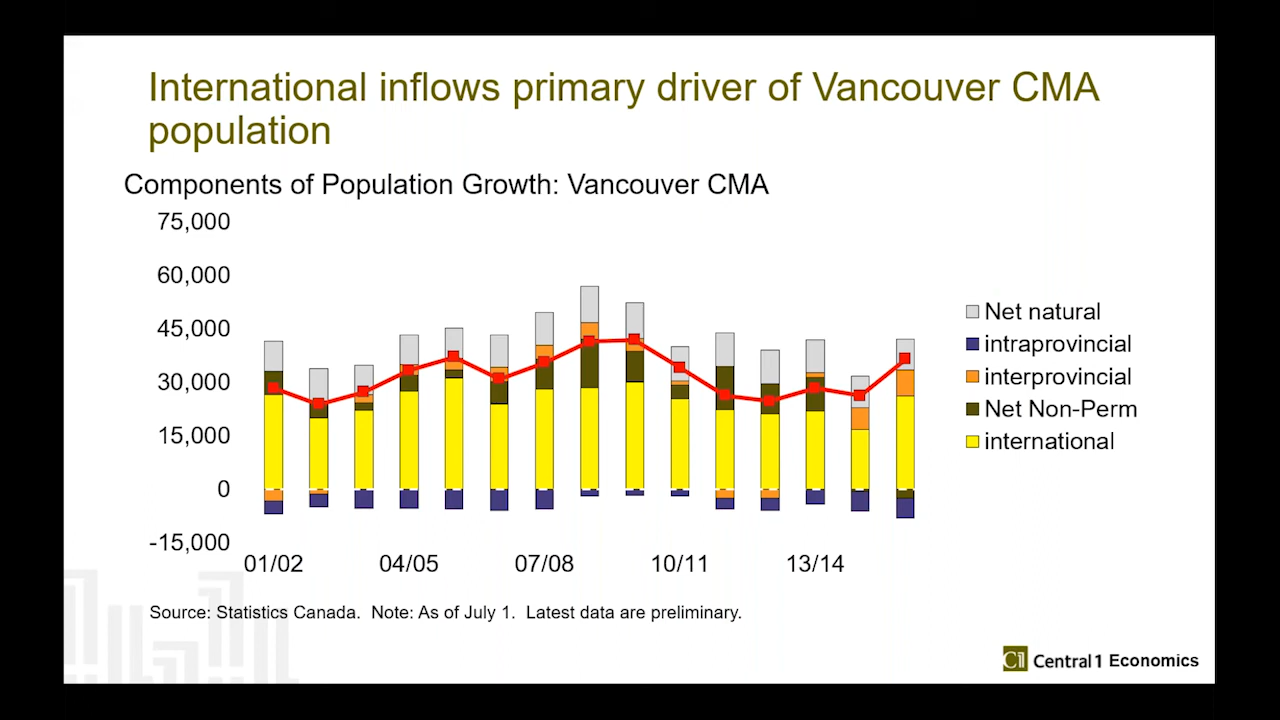 International inflows primary driver of Vancouver CMA
population
Components of Population Growth: Vancouver CMA
75,000
60,000
45,000
30,000
15,000
0
-15,000
01/02 04/05 07/08 10/11 13/14
Net natural
intraprovincial
interprovincial
Net Non-Perm
international
Source: Statistics Canada. Note: As of July 1. Latest data are preliminary.
C1 Central 1 Economics